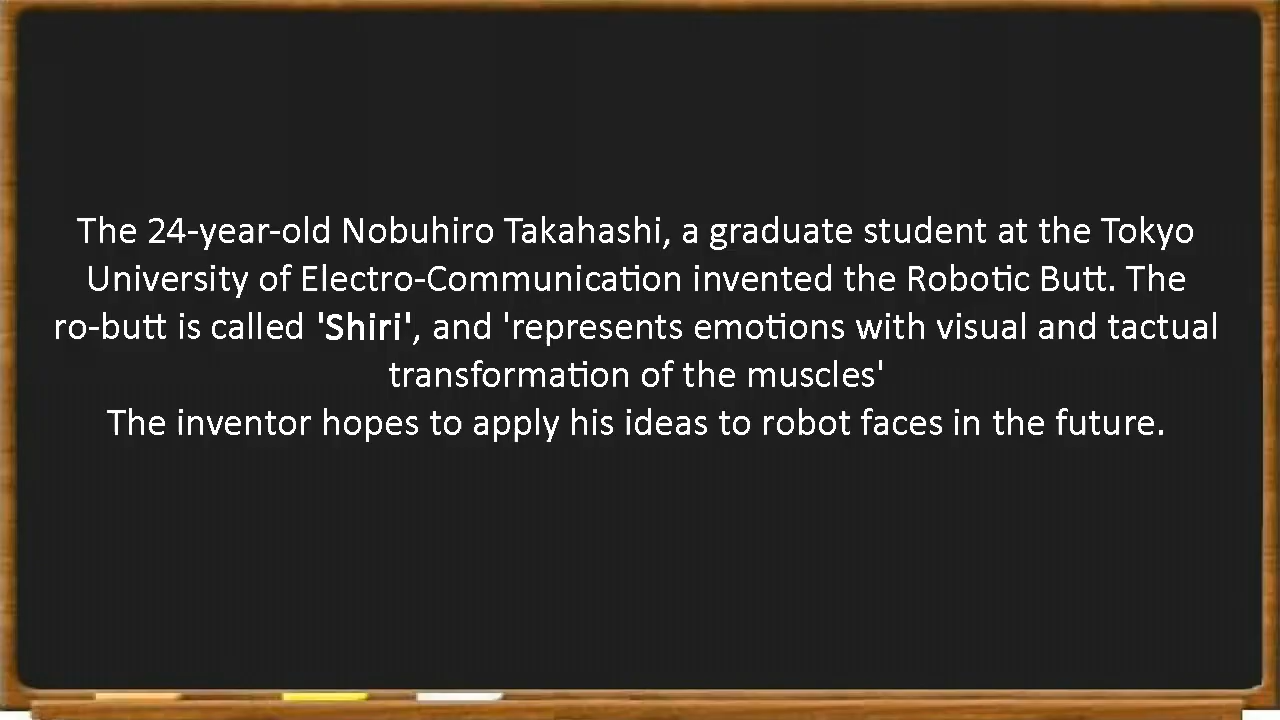 The 24-year-old Nobuhiro Takahashi, a graduate student at the Tokyo
University of Electro-Communication invented the Robotic Butt. The
ro-butt is called 'Shiri', and 'represents emotions with visual and tactual
transformation of the muscles'
The inventor hopes to apply his ideas to robot faces in the future.